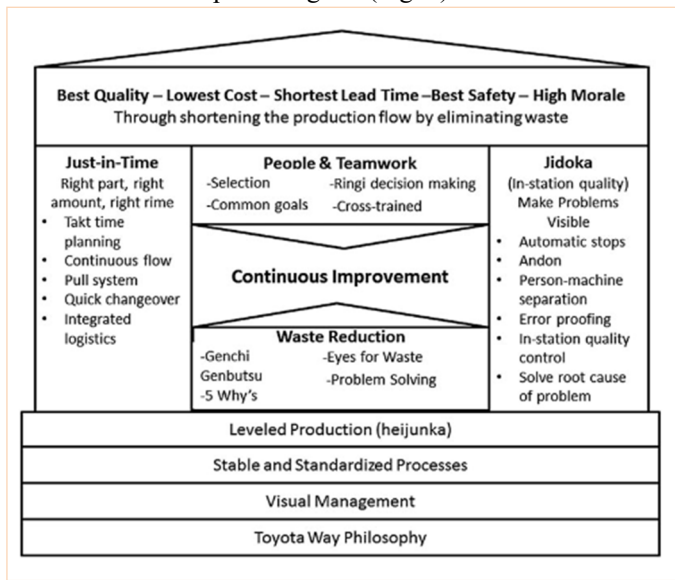 Best Quality – Lowest Cost – Shortest Lead Time –Best Safety – High Morale
Through shortening the production flow by eliminating waste
Just-in-Time
Right part, right
amount, right rime
• Takt time
planning
• Continuous flow
• Pull system
• Quick changeover
• Integrated
logistics
People & Teamwork
-Selection
-Ringi decision making
-Common goals
-Cross-trained
Continuous Improvement
Waste Reduction
-Genchi
Genbutsu
-5 Why's
-Eyes for Waste
-Problem Solving
Jidoka
(In-station quality)
Make Problems
Visible
• Automatic stops
• Andon
• Person-machine
separation
• Error proofing
• In-station quality
control
• Solve root cause
of problem
Leveled Production (heijunka)
Stable and Standardized Processes
Visual Management
Toyota Way Philosophy